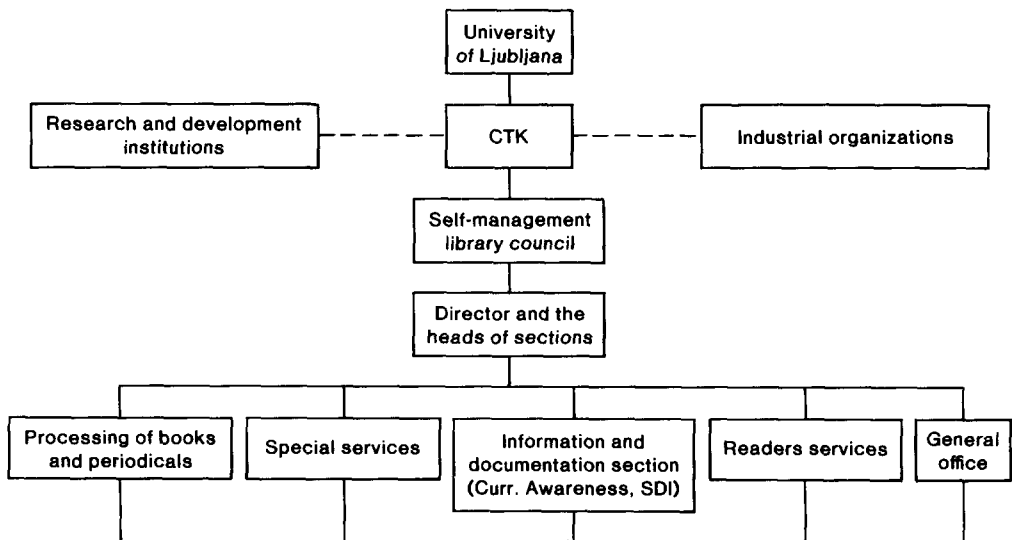 University
of Ljubljana
Research and development
institutions
CTK
Industrial organizations
Self-management
library council
Director and the
heads of sections
Processing of books
and periodicals
Special services
Information and
documentation section
(Curr. Awareness, SDI)
Readers services
General
office